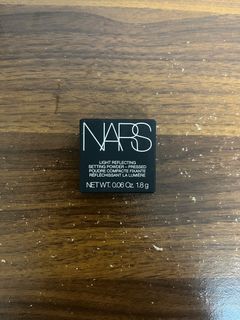 NARS
LIGHT REFLECTING
SETTING POWDER - PRESSED
POUDRE COMPACTE FIXANTE
RÉFLÉCHISSANT LA LUMIÈRE
NET WT. 0.06 Oz. 1.8 g